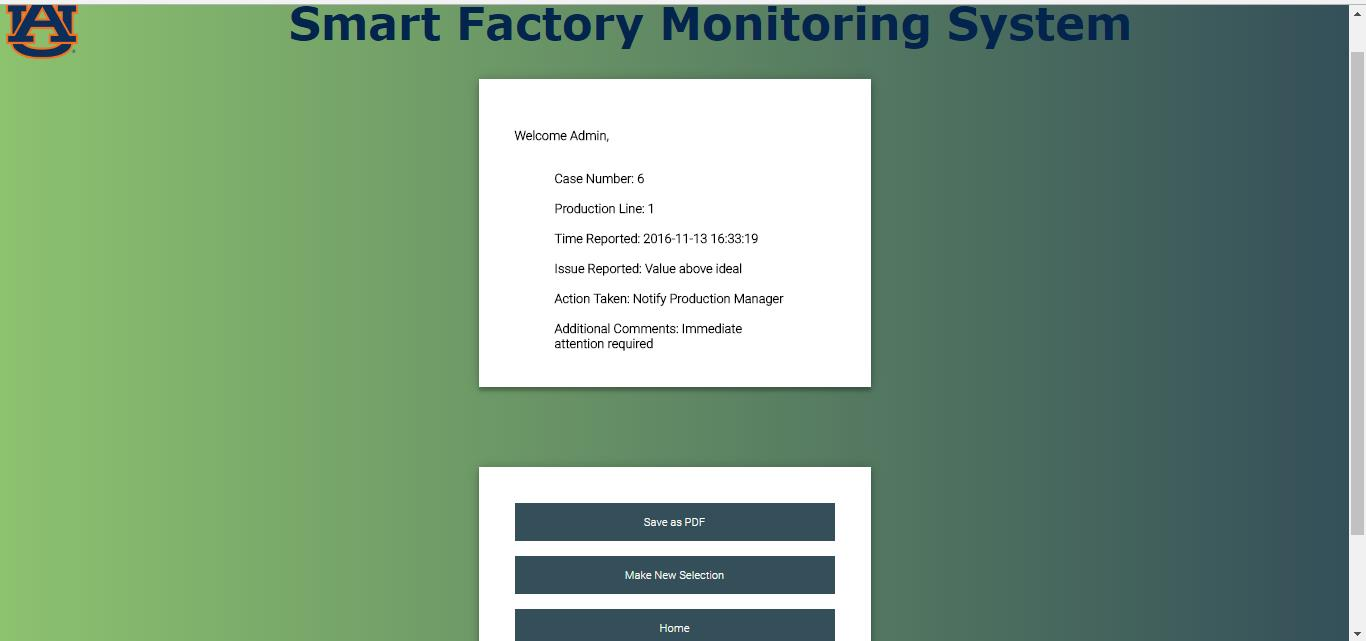 AU
Smart Factory Monitoring System
Welcome Admin,
Case Number: 6
Production Line: 1
Time Reported: 2016-11-13 16:33:19
Issue Reported: Value above ideal
Action Taken: Notify Production Manager
Additional Comments: Immediate
attention required
Save as PDF
Make New Selection
Home